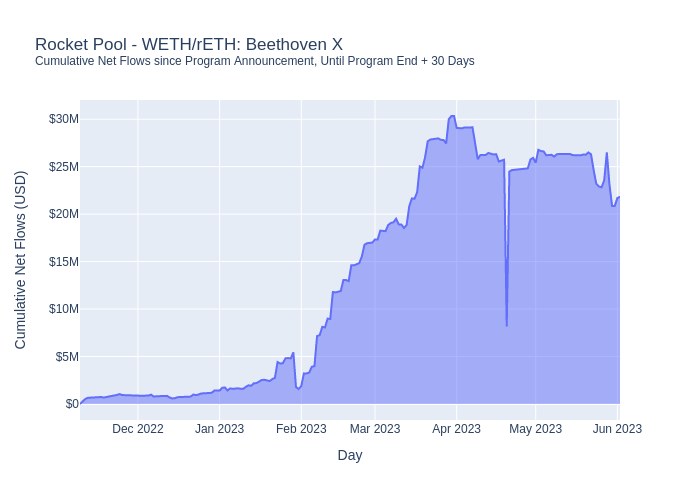 Rocket Pool - WETH/rETH: Beethoven X
Cumulative Net Flows since Program Announcement, Until Program End + 30 Days
Cumulative Net Flows (USD)
$30M
$25M
$20M
$15M
$10M
$5M
$0
Dec 2022 Jan 2023 Feb 2023 Mar 2023 Apr 2023 May 2023 Jun 2023
Day